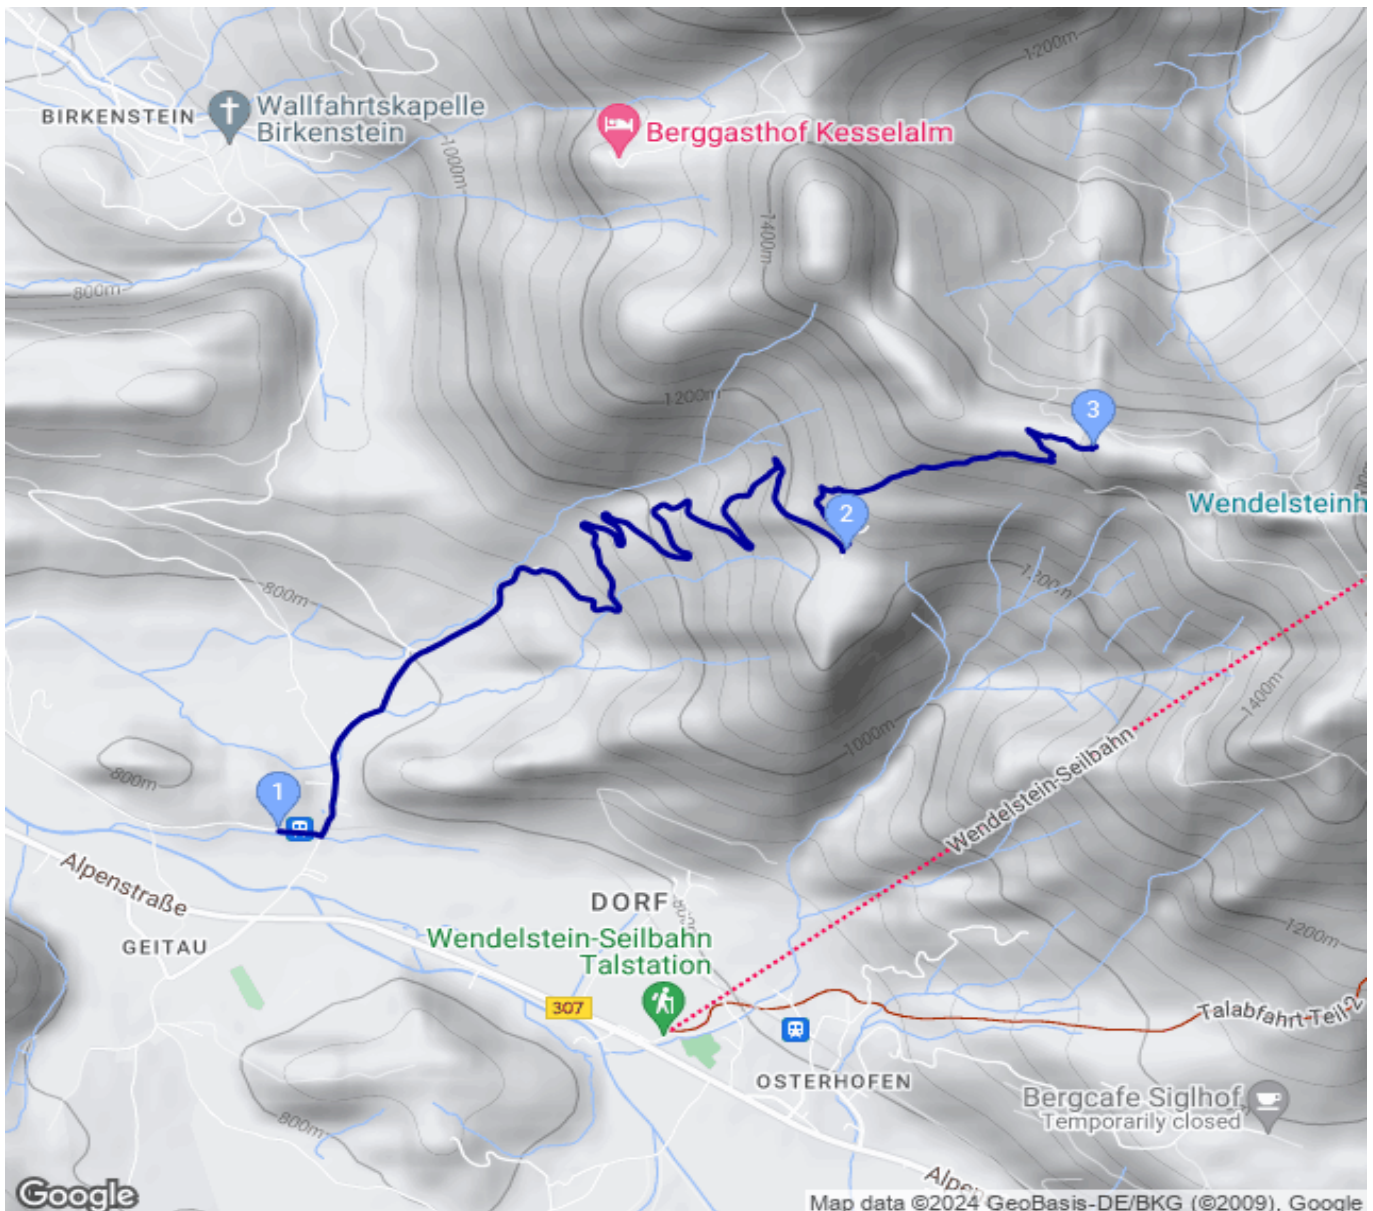 1200m
BIRKENSTEIN
Wallfahrtskapelle
Birkenstein
Berggasthof Kesselalm
1000m
1400m
800m
1200m
3
Wendelsteinh
2
800m
1200m
1400m
1000m
Wendelstein-Seilbahn
800m
1
Alpenstraße
DORF
GEITAU
Wendelstein-Seilbahn
Talstation
1200m
307
Talabfahrt Teil 2
OSTERHOFEN
Bergcafe Siglhof
Temporarily closed
800m
Google
Map data ©2024 GeoBasis-DE/BKG (©2009), Google